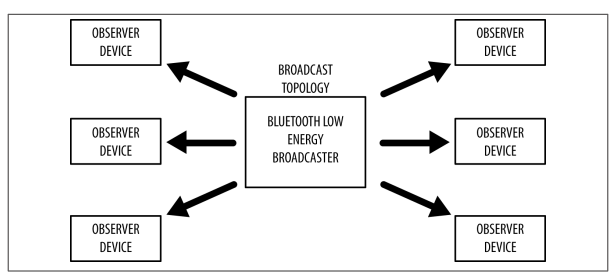 OBSERVER
DEVICE
OBSERVER
DEVICE
BROADCAST
TOPOLOGY
BLUETOOTH LOW
ENERGY
BROADCASTER
OBSERVER
DEVICE
OBSERVER
DEVICE
OBSERVER
DEVICE
OBSERVER
DEVICE